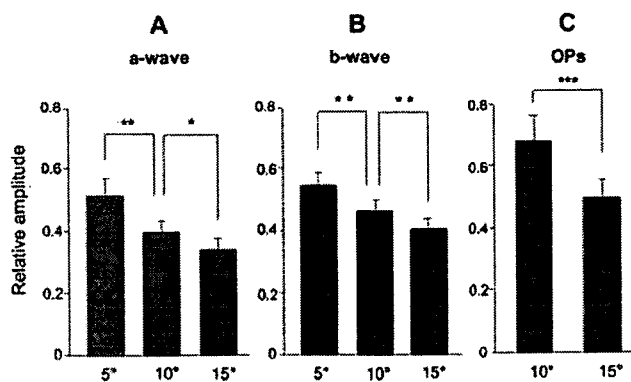 A B C
a-wave b-wave OPs
***
** * ** **
0.8 0.8 0.8
0.6 0.6 0.6
0.4 0.4 0.4
0.2 0.2 0.2
0 0 0
Relative amplitude
5° 10° 15° 5° 10° 15° 10° 15°